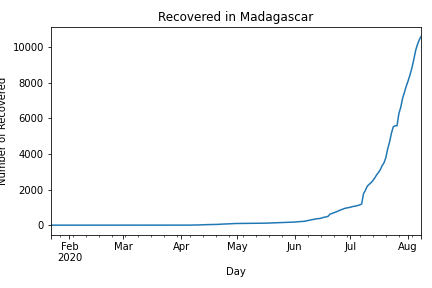 Recovered in Madagascar
Number of Recovered
10000
8000
6000
4000
2000
0
Feb Mar Apr May Jun Jul Aug
2020
Day